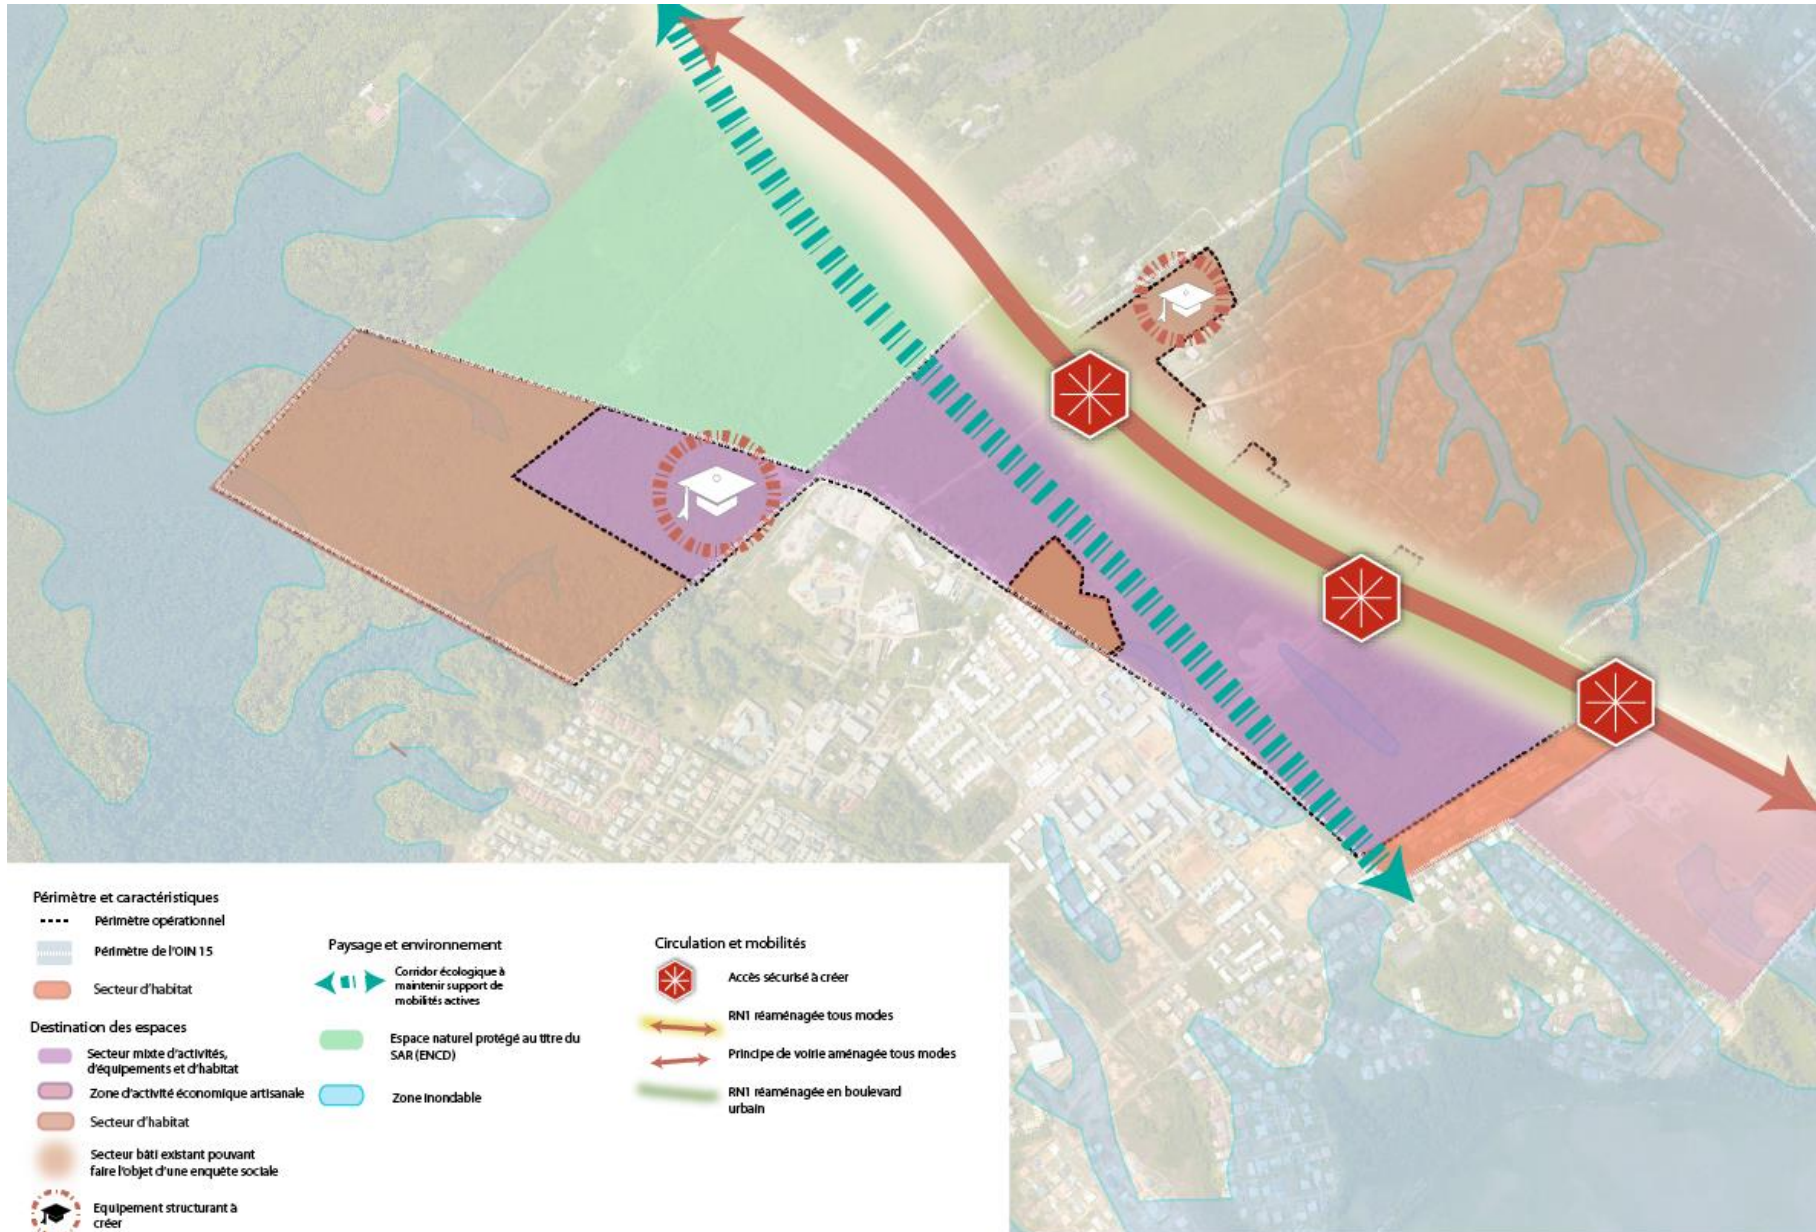 Périmètre et caractéristiques
Périmètre opérationnel
Périmètre de l'OIN 15
Secteur d'habitat
Destination des espaces
Secteur mixte d'activités,
d'équipements et d'habitat
Zone d'activité économique artisanale
Secteur d'habitat
Secteur bâti existant pouvant
faire l'objet d'une enquête sociale
Equipement structurant à
créer
Paysage et environnement
Corridor écologique à
maintenir support de
mobilités actives
Espace naturel protégé au titre du
SAR (ENCD)
Zone inondable
Circulation et mobilités
Accès sécurisé à créer
RN1 réaménagée tous modes
Principe de voirie aménagée tous modes
RN1 réaménagée en boulevard
urbain